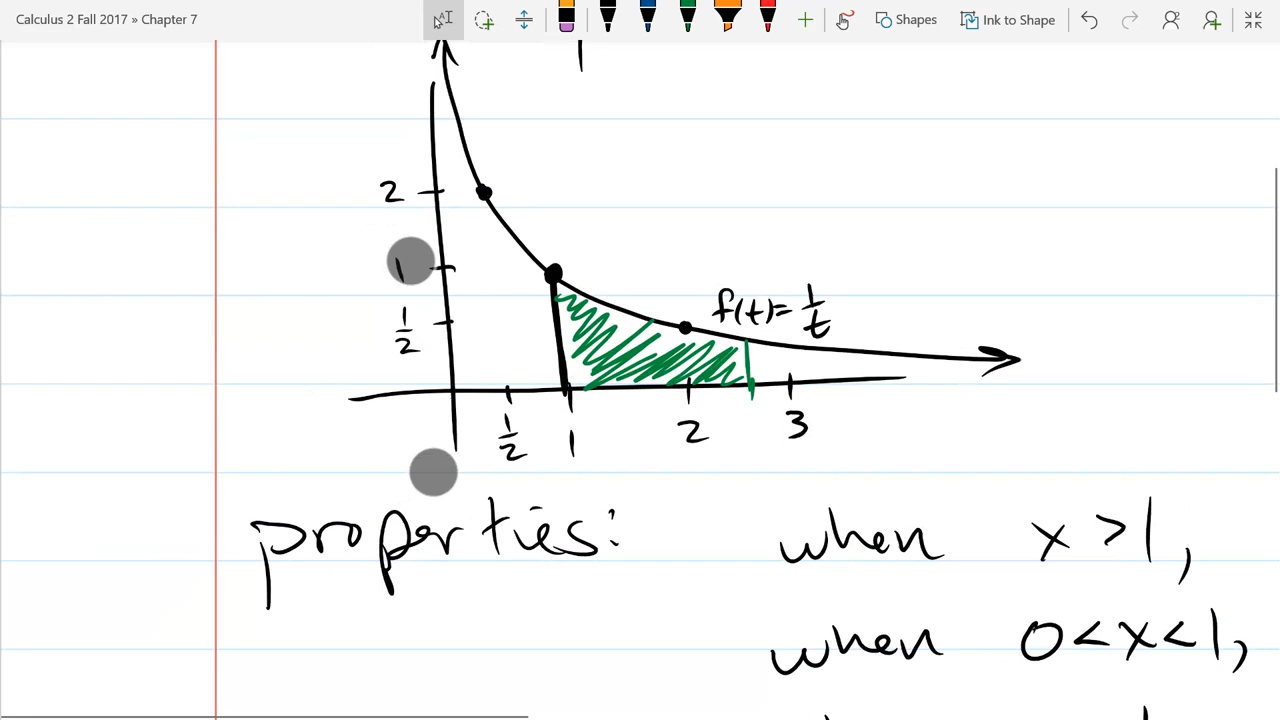 Calculus 2 Fall 2017 » Chapter 7
Shapes
Ink to Shape
2
1
1/2
f(t)= 1/t
1/2 1 2 3
properties: when x >1,
when 0<x<1,